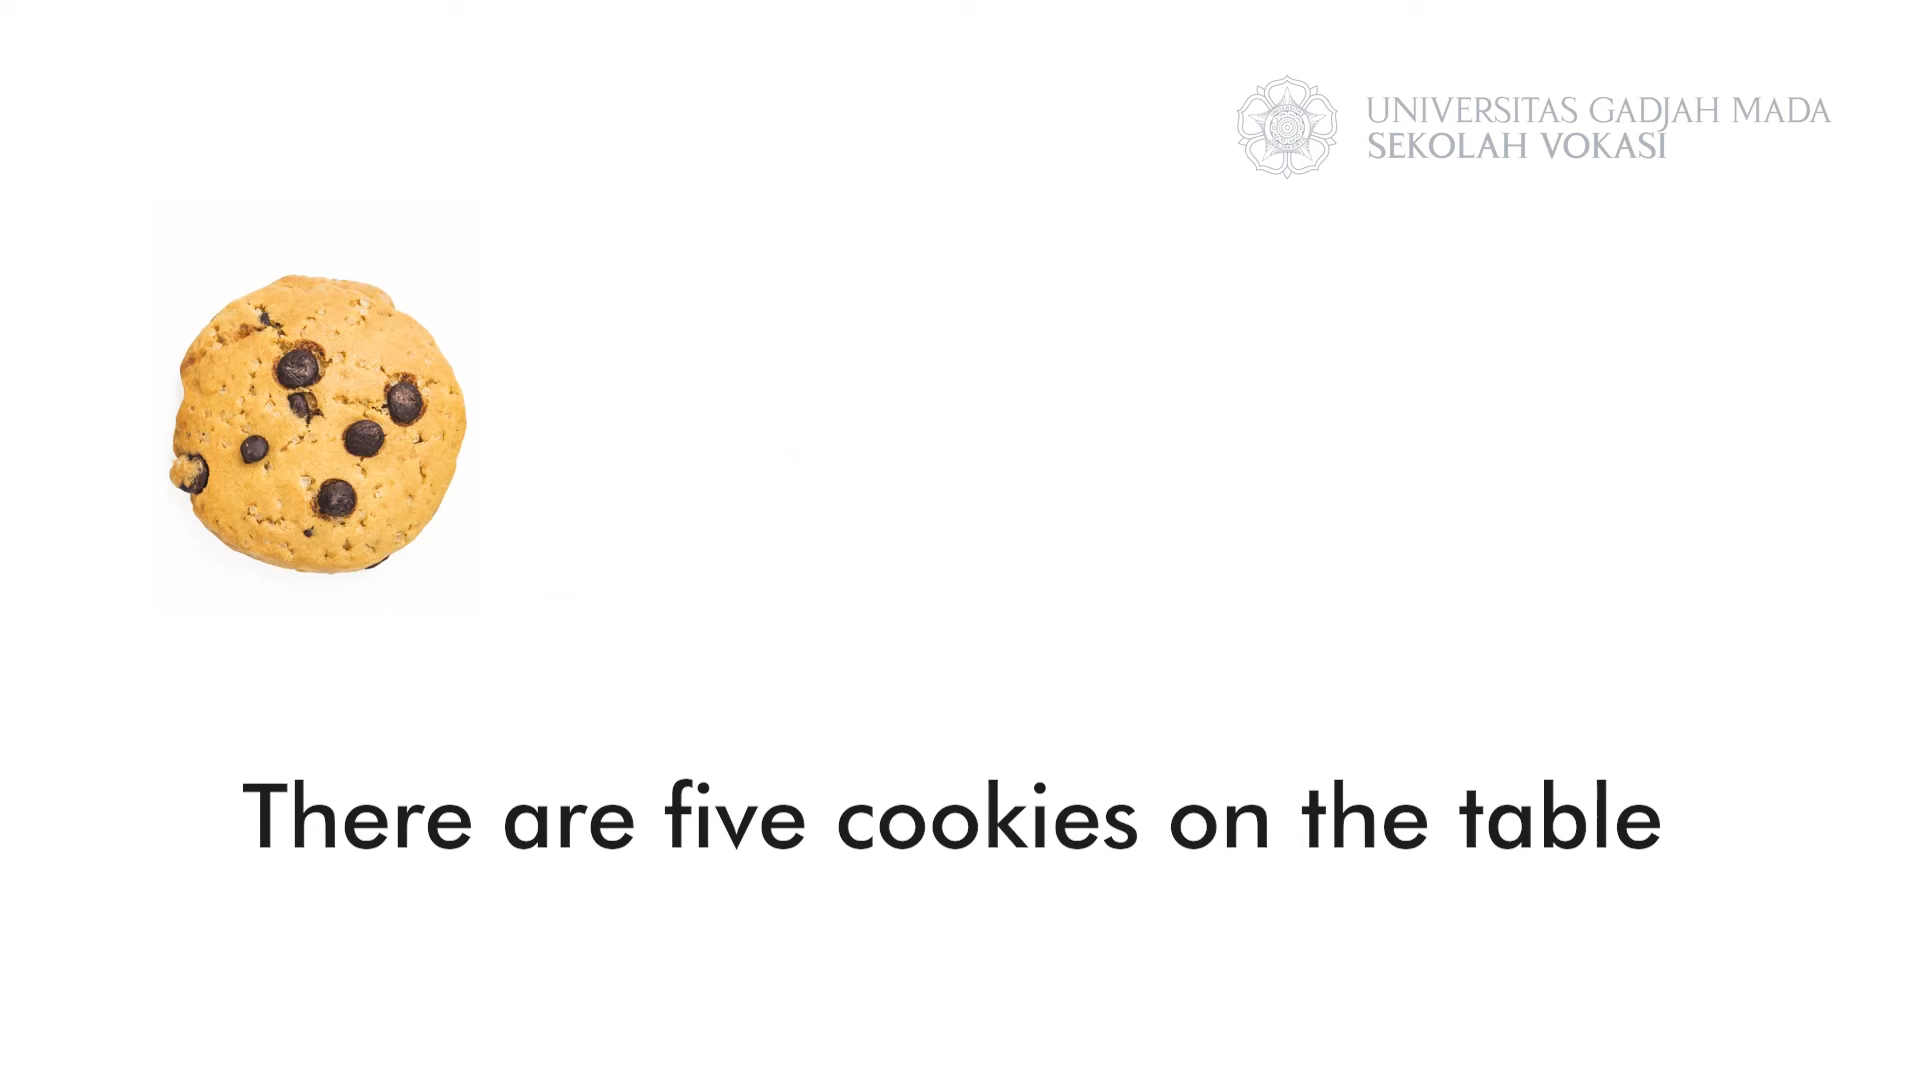 UNIVERSITAS GADJAH MADA
SEKOLAH VOKASI
There are five cookies on the table